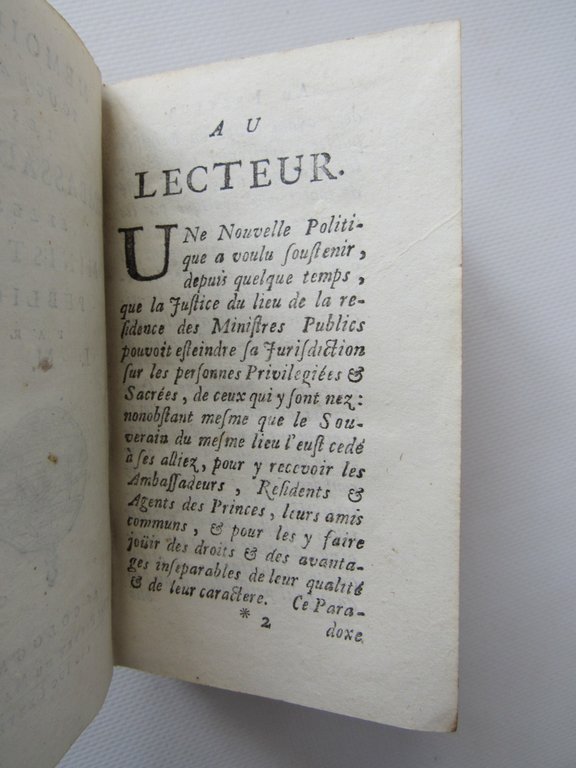 AU
LECTEUR.
UNe Nouvelle Politi-
que a voulu ſouſtenir,
depuis quelque temps,
que la Juſtice du lieu de la re-
ſidence des Miniſtres Publics
pouvoit eſteindre ſa Jurisdiction
ſur les perſonnes Privilegiées &
Sacrées, de ceux qui y ſont nez:
nonobſtant meſme que le Sou-
verain du meſme lieu l'euſt cedé
à ſes alliez, pour y recevoir les
Ambaſſadeurs, Reſidents &
Agents des Princes, leurs amis
communs, & pour les y faire
joüir des droits & des avanta-
ges inſeparables de leur qualité
& de leur caractere. Ce Para-
* 2
doxe